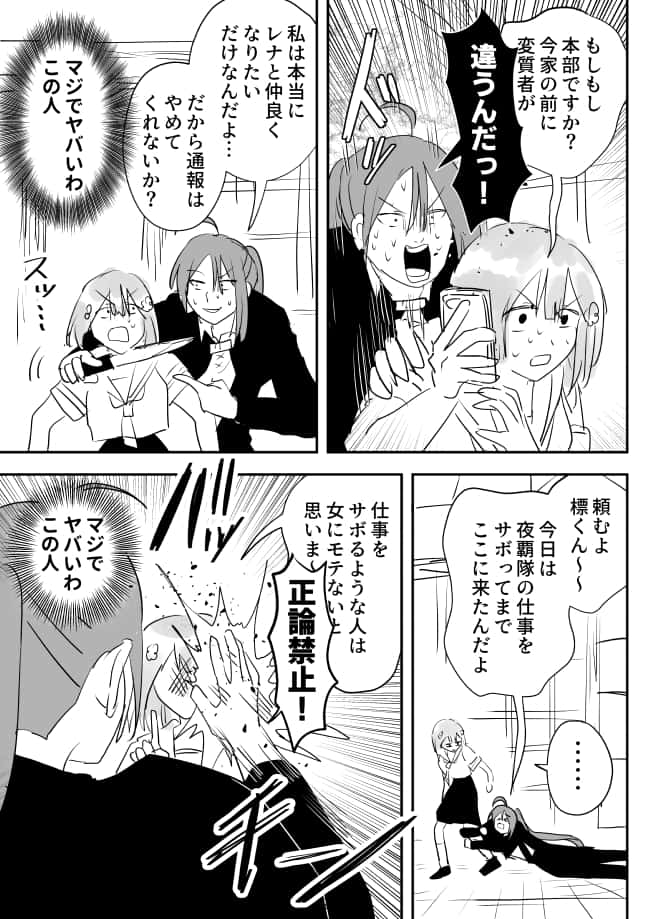 もしもし
本部ですか？
今家の前に
変質者が
違うんだっ！
ガバッ
私は本当に
レナと仲良く
なりたい
だけなんだよ…
だから通報は
やめて
くれないか？
マジでヤバいわ
この人
スッ…
頼むよ
標くん〜〜
今日は
夜覇隊の仕事を
サボってまで
ここに来たんだよ
……
仕事を
サボるような人は
女にモテないと
思いま
正論禁止！
マジで
ヤバいわ
この人
キーン